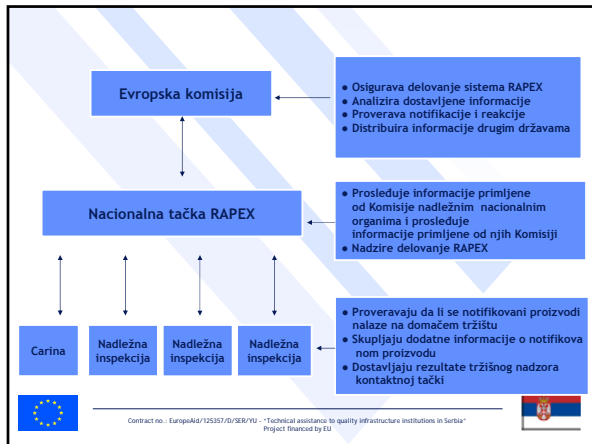 Evropska komisija
● Osigurava delovanje sistema RAPEX
● Analizira dostavljene informacije
● Proverava notifikacije i reakcije
● Distribuira informacije drugim državama
Nacionalna tačka RAPEX
● Prosleđuje informacije primljene
od Komisije nadležnim nacionalnim
organima i prosleđuje
informacije primljene od njih Komisiji
● Nadzire delovanje RAPEX
Carina
Nadležna
inspekcija
Nadležna
inspekcija
Nadležna
inspekcija
● Proveravaju da li se notifikovani proizvodi
nalaze na domačem tržištu
● Skupljaju dodatne informacije o notifikova
nom proizvodu
● Dostavljaju rezultate tržišnog nadzora
kontaktnoj tački
Contract no.: EuropeAid/125357/D/SER/YU - "Technical assistance to quality infrastructure institutions in Serbia"
Project financed by EU